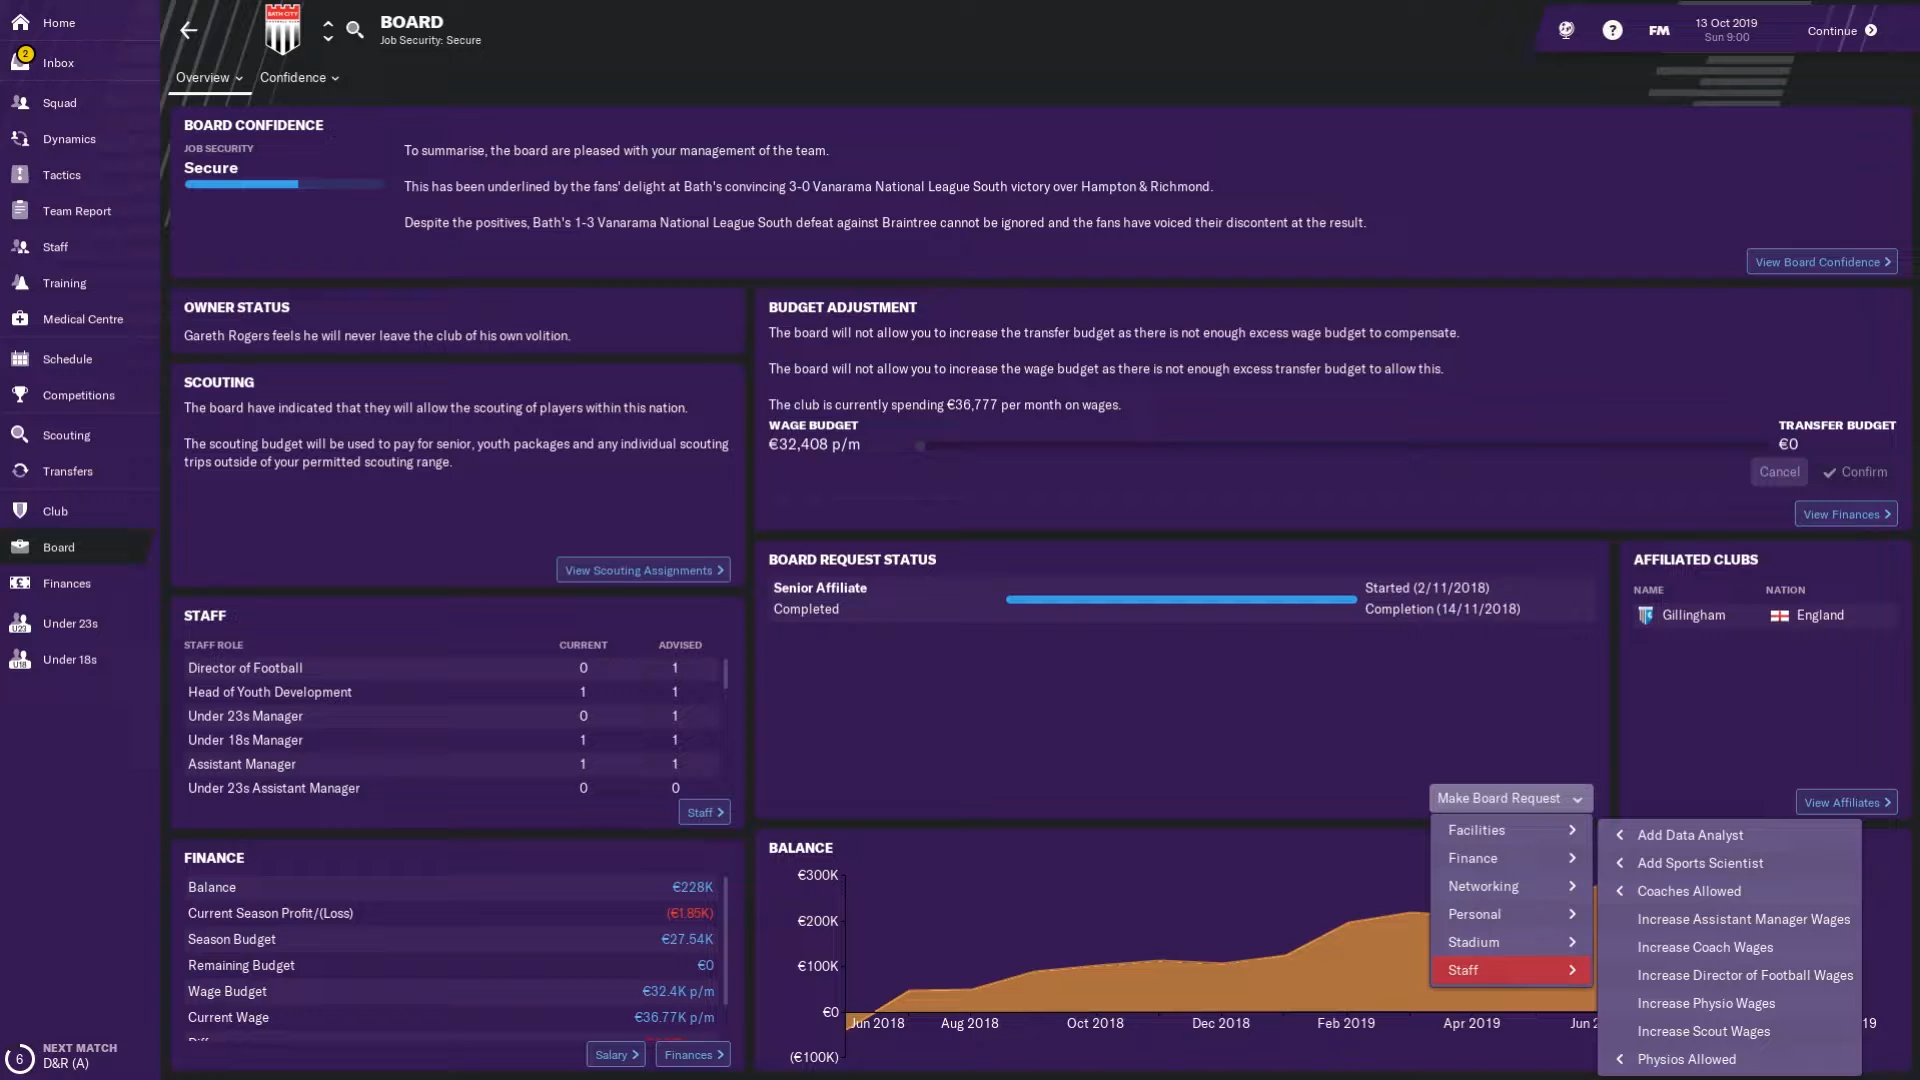 Home
2
Inbox
Squad
Dynamics
Tactics
Team Report
Staff
Training
Medical Centre
Schedule
Competitions
Scouting
Transfers
Club
Board
Finances
U23
Under 23s
U18
Under 18s
6
NEXT MATCH
D&R (A)
BATH CITY
BOARD
Job Security: Secure
?
FM
13 Oct 2019
Sun 9:00
Continue
Overview
Confidence
BOARD CONFIDENCE
JOB SECURITY
Secure
To summarise, the board are pleased with your management of the team.
This has been underlined by the fans' delight at Bath's convincing 3-0 Vanarama National League South victory over Hampton & Richmond.
Despite the positives, Bath's 1-3 Vanarama National League South defeat against Braintree cannot be ignored and the fans have voiced their discontent at the result.
View Board Confidence
OWNER STATUS
Gareth Rogers feels he will never leave the club of his own volition.
SCOUTING
The board have indicated that they will allow the scouting of players within this nation.
The scouting budget will be used to pay for senior, youth packages and any individual scouting
trips outside of your permitted scouting range.
View Scouting Assignments
BUDGET ADJUSTMENT
The board will not allow you to increase the transfer budget as there is not enough excess wage budget to compensate.
The board will not allow you to increase the wage budget as there is not enough excess transfer budget to allow this.
The club is currently spending €36,777 per month on wages.
WAGE BUDGET
€32,408 p/m
TRANSFER BUDGET
€0
Cancel
Confirm
View Finances
STAFF
STAFF ROLE CURRENT ADVISED
Director of Football 0 1
Head of Youth Development 1 1
Under 23s Manager 0 1
Under 18s Manager 1 1
Assistant Manager 1 1
Under 23s Assistant Manager 0 0
Staff
BOARD REQUEST STATUS
Senior Affiliate
Completed
Started (2/11/2018)
Completion (14/11/2018)
AFFILIATED CLUBS
NAME NATION
Gillingham England
View Affiliates
Make Board Request
Facilities
Finance
Networking
Personal
Stadium
Staff
Add Data Analyst
Add Sports Scientist
Coaches Allowed
Increase Assistant Manager Wages
Increase Coach Wages
Increase Director of Football Wages
Increase Physio Wages
Increase Scout Wages
Physios Allowed
FINANCE
Balance €228K
Current Season Profit/(Loss) (€1.85K)
Season Budget €27.54K
Remaining Budget €0
Wage Budget €32.4K p/m
Current Wage €36.77K p/m
Salary
Finances
BALANCE
€300K
€200K
€100K
€0
(€100K)
Jun 2018 Aug 2018 Oct 2018 Dec 2018 Feb 2019 Apr 2019 Jun 2 19